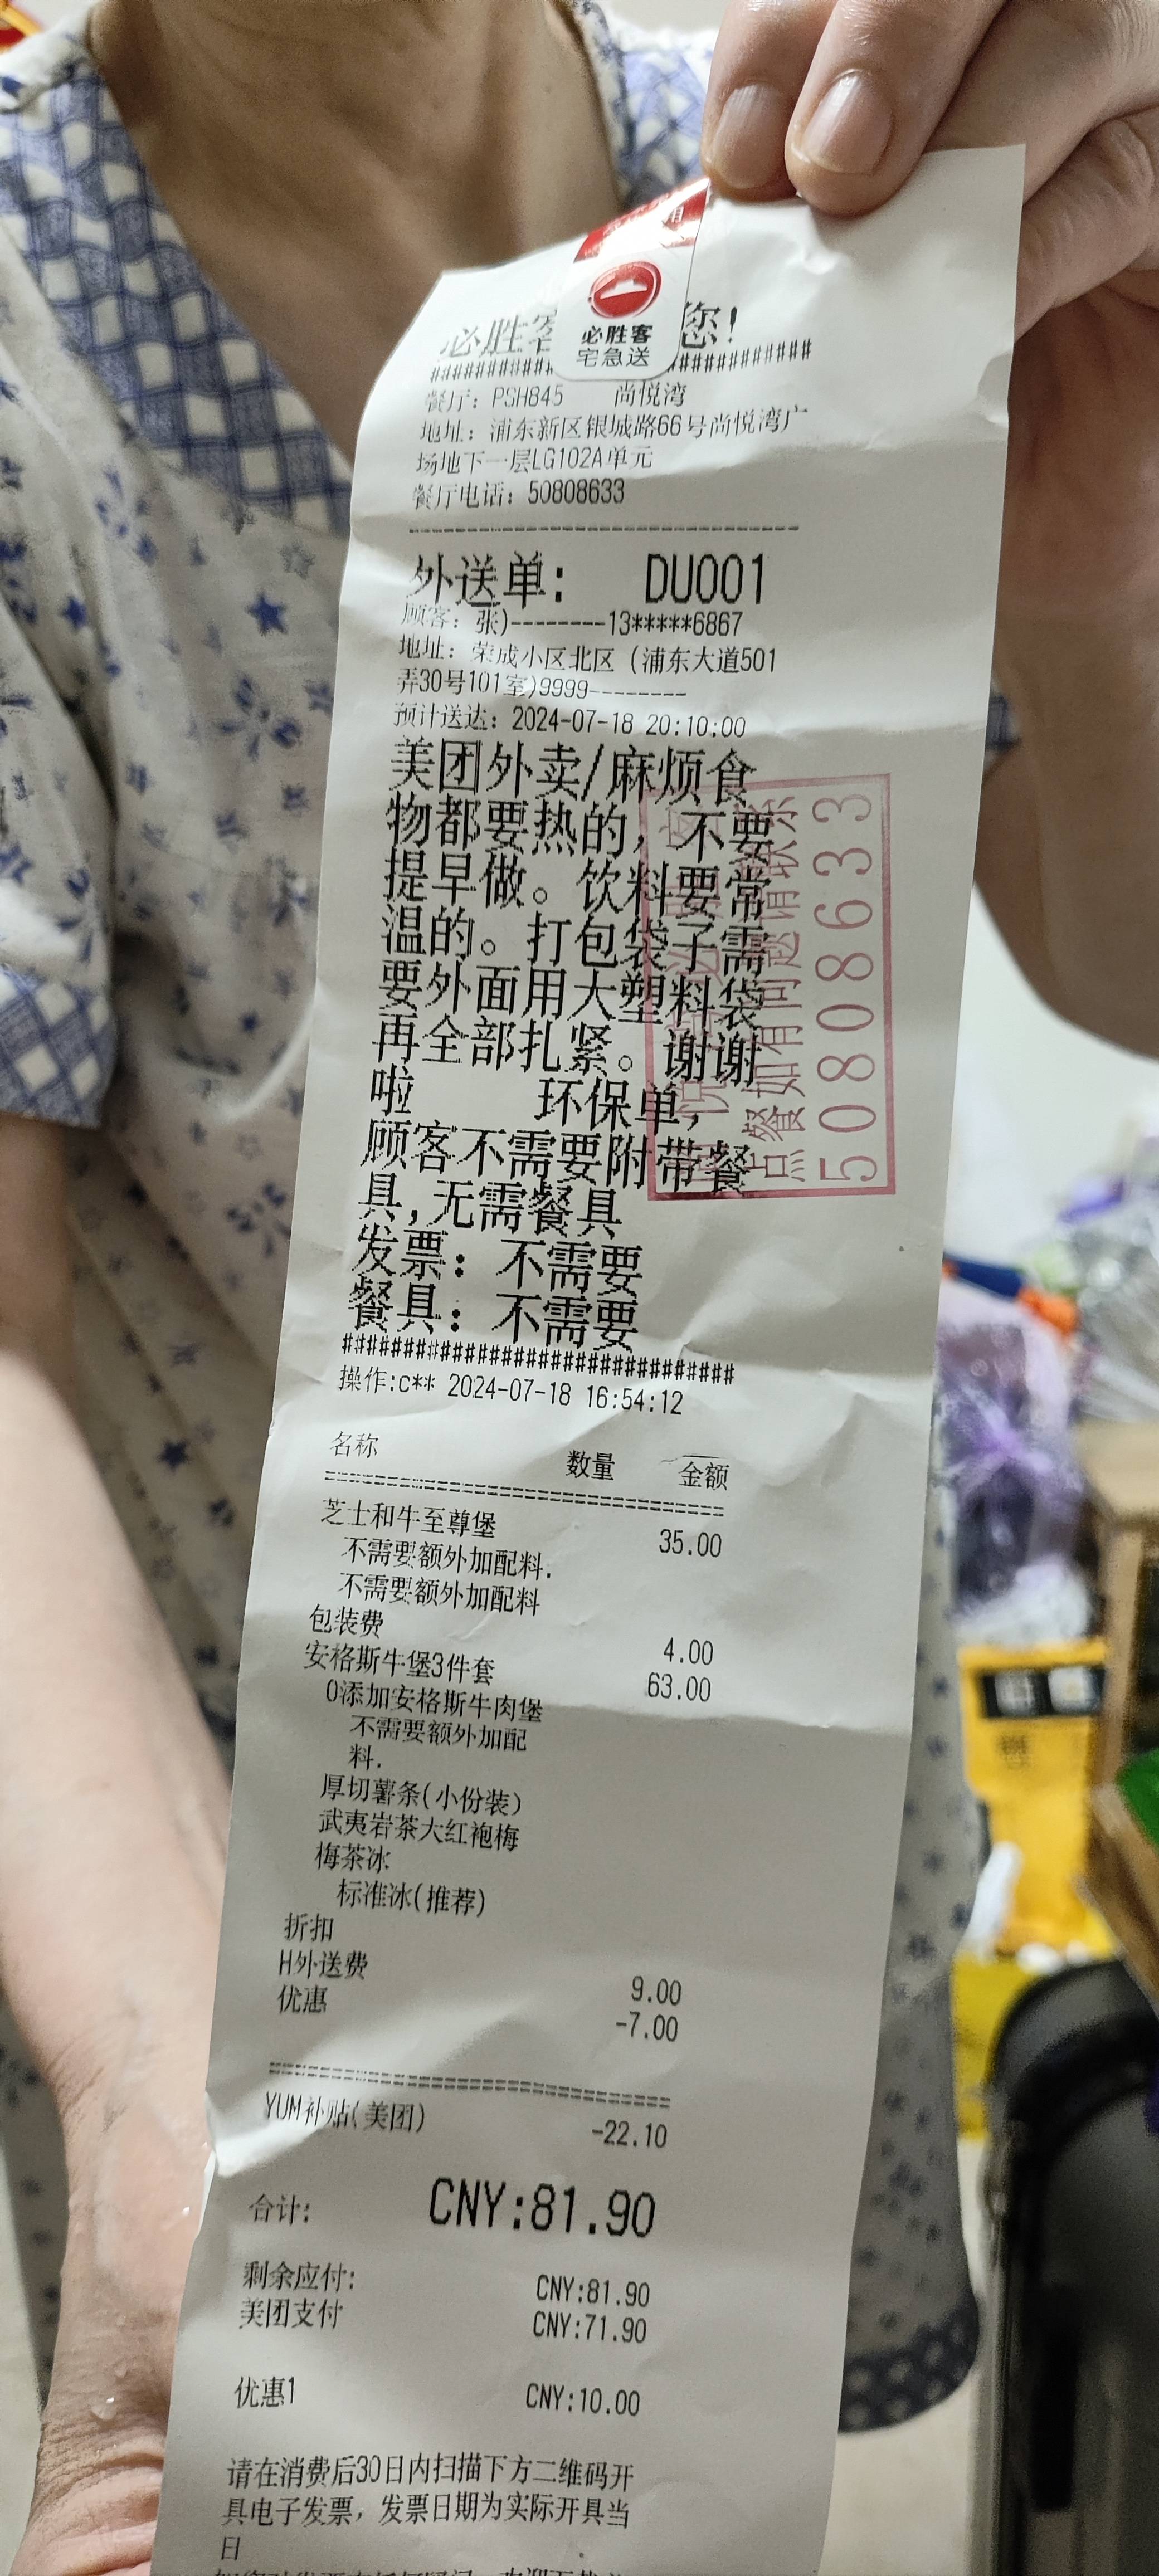 必胜客
宅急送
必胜客 您!
餐厅: PSH845 尚悦湾
地址: 浦东新区银城路66号尚悦湾广
场地下一层LG102A单元
餐厅电话: 50808633
外送单: DU001
顾客: 张)--------13*****6867
地址: 荣成小区北区 (浦东大道501
弄30号101室)9999--------
预计送达: 2024-07-18 20:10:00
美团外卖/麻烦食
物都要热的, 不要
提早做。饮料要常
温的。打包袋子需
要外面用大塑料袋
再全部扎紧。谢谢
啦 环保单,
顾客不需要附带餐
具,无需餐具
发票: 不需要
餐具: 不需要
###############################
操作:c** 2024-07-18 16:54:12
名称 数量 金额
芝士和牛至尊堡 35.00
不需要额外加配料.
不需要额外加配料
包装费 4.00
安格斯牛堡3件套 63.00
0添加安格斯牛肉堡
不需要额外加配
料.
厚切薯条(小份装)
武夷岩茶大红袍梅
梅茶冰
标准冰(推荐)
折扣
H外送费 9.00
优惠 -7.00
YUM补贴(美团) -22.10
合计: CNY:81.90
剩余应付: CNY:81.90
美团支付 CNY:71.90
优惠1 CNY:10.00
请在消费后30日内扫描下方二维码开
具电子发票, 发票日期为实际开具当
日
点餐如有问题请联系
50808633